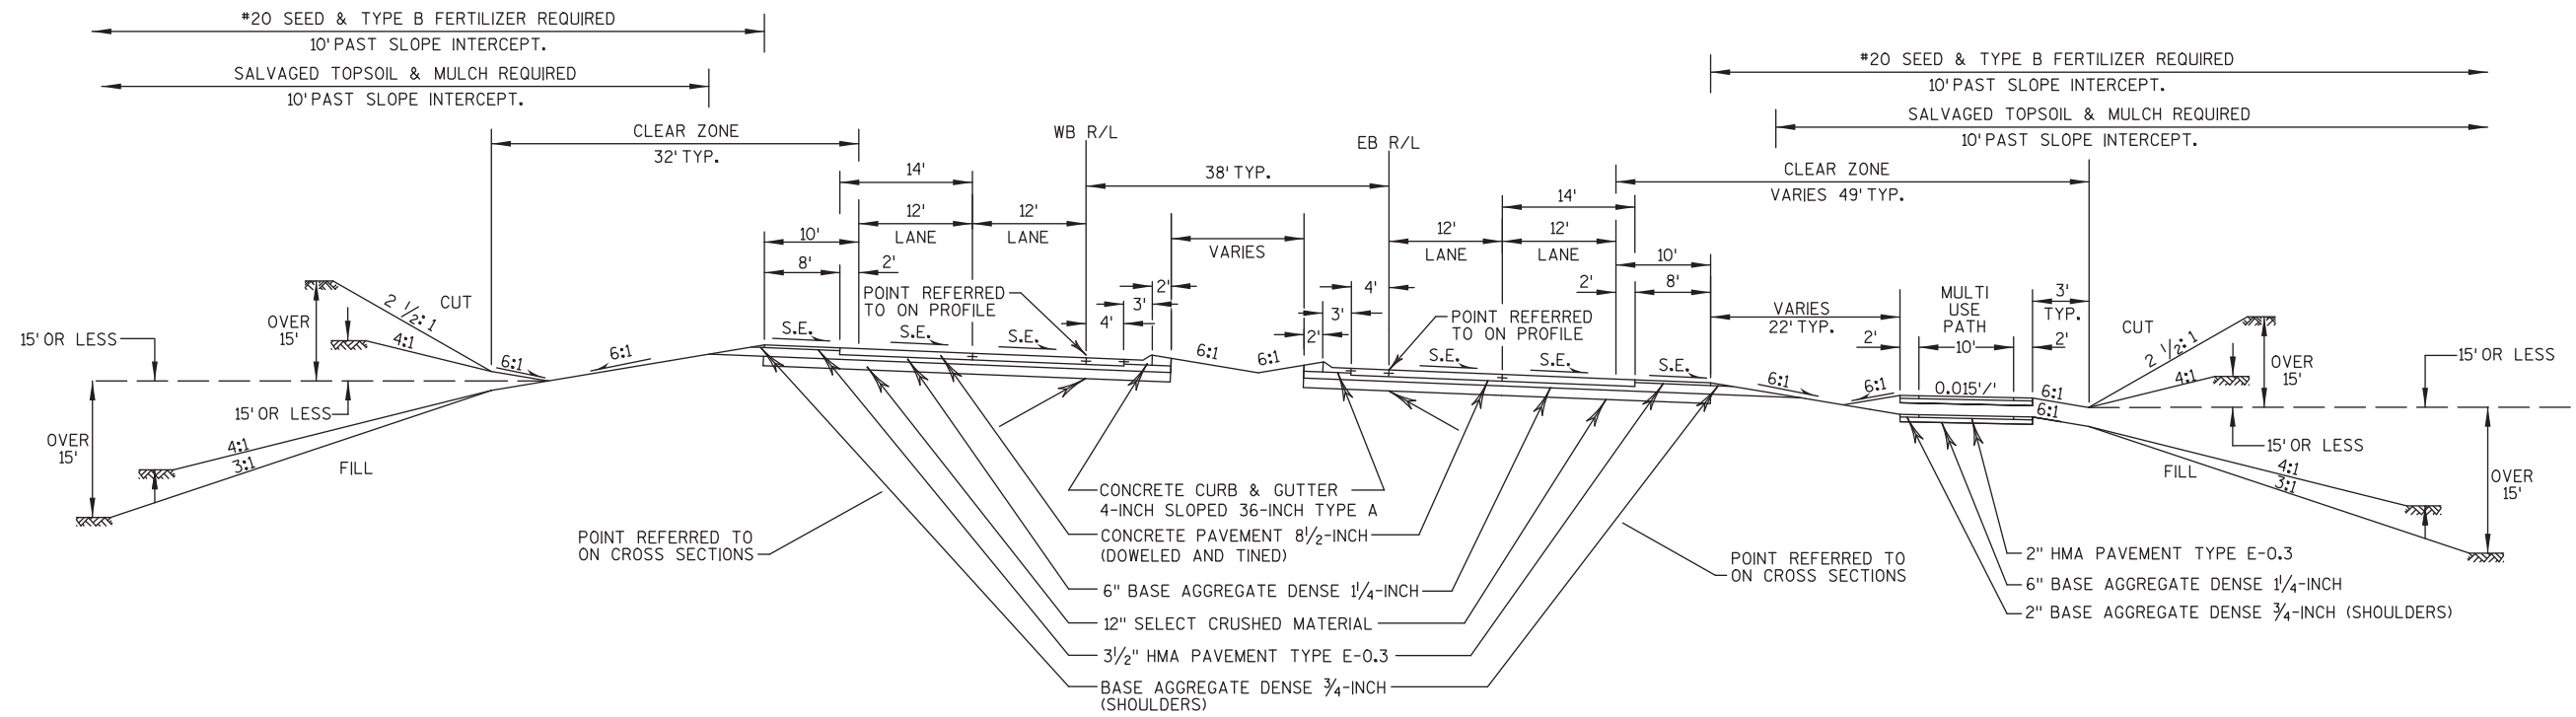 #20 SEED & TYPE B FERTILIZER REQUIRED
10' PAST SLOPE INTERCEPT.
SALVAGED TOPSOIL & MULCH REQUIRED
10' PAST SLOPE INTERCEPT.
#20 SEED & TYPE B FERTILIZER REQUIRED
10' PAST SLOPE INTERCEPT.
SALVAGED TOPSOIL & MULCH REQUIRED
10' PAST SLOPE INTERCEPT.
CLEAR ZONE
32' TYP.
WB R/L
EB R/L
38' TYP.
CLEAR ZONE
VARIES 49' TYP.
14'
12'
LANE
12'
LANE
10'
8'
2'
POINT REFERRED
TO ON PROFILE
2'
3'
4'
VARIES
4'
3'
2'
14'
12'
LANE
12'
LANE
10'
2'
8'
POINT REFERRED
TO ON PROFILE
VARIES
22' TYP.
MULTI
USE
PATH
2'
10'
3'
TYP.
2'
0.015'/'
15' OR LESS
OVER
15'
2 1/2:1
CUT
4:1
6:1
6:1
15' OR LESS
OVER
15'
4:1
3:1
FILL
S.E.
S.E.
S.E.
6:1
6:1
S.E.
S.E.
S.E.
6:1
6:1
6:1
6:1
CUT
2 1/2:1
4:1
OVER
15'
15' OR LESS
15' OR LESS
FILL
4:1
3:1
OVER
15'
POINT REFERRED TO
ON CROSS SECTIONS
CONCRETE CURB & GUTTER
4-INCH SLOPED 36-INCH TYPE A
CONCRETE PAVEMENT 8 1/2-INCH
(DOWELED AND TINED)
6" BASE AGGREGATE DENSE 1 1/4-INCH
12" SELECT CRUSHED MATERIAL
3 1/2" HMA PAVEMENT TYPE E-0.3
BASE AGGREGATE DENSE 3/4-INCH
(SHOULDERS)
POINT REFERRED TO
ON CROSS SECTIONS
2" HMA PAVEMENT TYPE E-0.3
6" BASE AGGREGATE DENSE 1 1/4-INCH
2" BASE AGGREGATE DENSE 3/4-INCH (SHOULDERS)